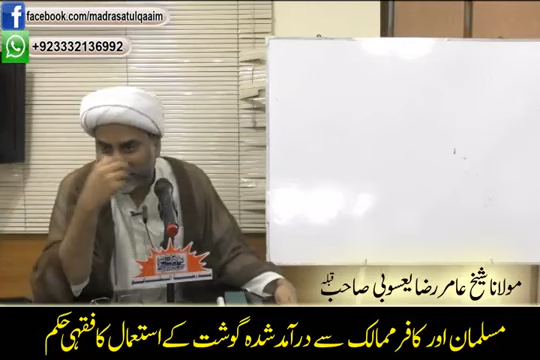 facebook.com/madrasatulqaaim
+923332136992
مولانا شیخ عامر رضا یعسوبی صاحب قبلہ
مسلمان اور کافر ممالک سے درآمد شدہ گوشت کے استعمال کا فقہی حکم